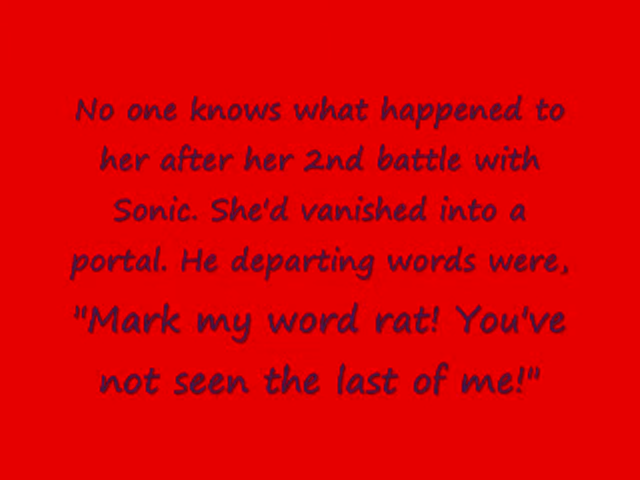 No one knows what happened to
her after her 2nd battle with
Sonic. She'd vanished into a
portal. He departing words were,
"Mark my word rat! You've
not seen the last of me!"